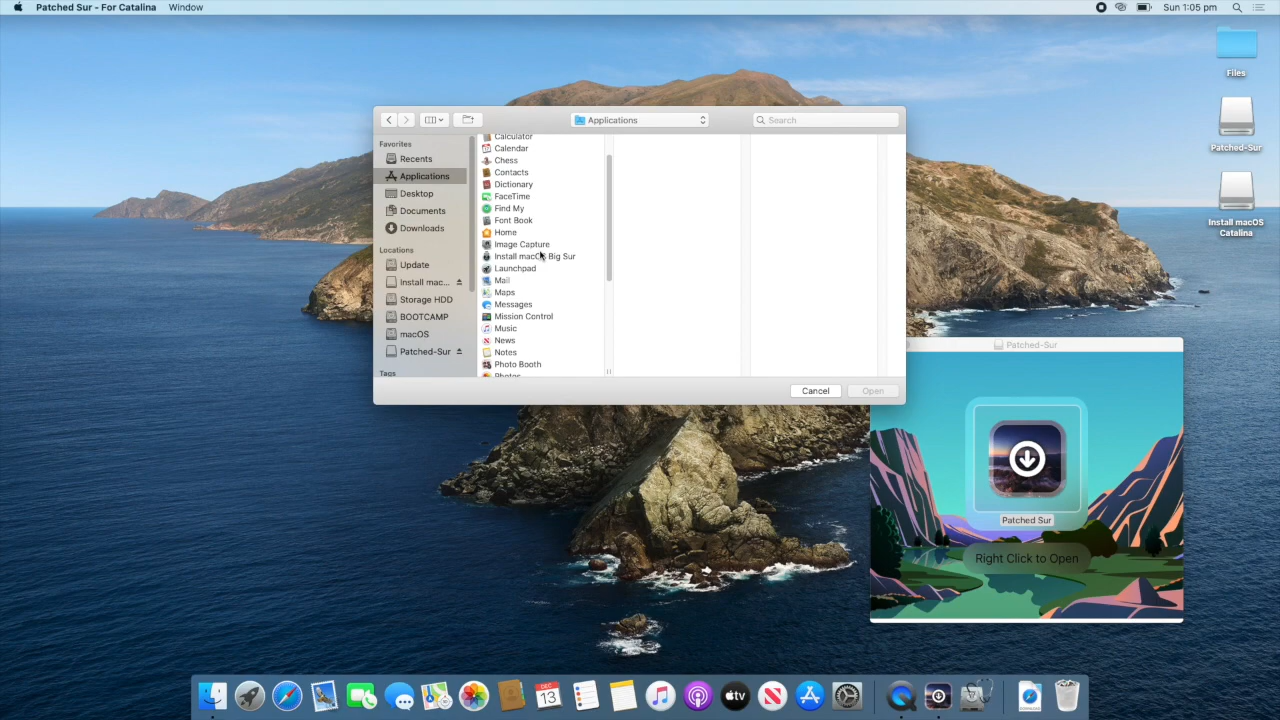 Patched Sur - For Catalina Window
Sun 1:05 pm
Files
Patched-Sur
Install macOS
Catalina
Applications
Search
Favorites
Recents
Applications
Desktop
Documents
Downloads
Locations
Update
Install mac...
Storage HDD
BOOTCAMP
macOS
Patched-Sur
Tags
Calculator
Calendar
Chess
Contacts
Dictionary
FaceTime
Find My
Font Book
Home
Image Capture
Install macOS Big Sur
Launchpad
Mail
Maps
Messages
Mission Control
Music
News
Notes
Photo Booth
Photos
Cancel
Open
Patched-Sur
Patched Sur
Right Click to Open
DEC
13
tv